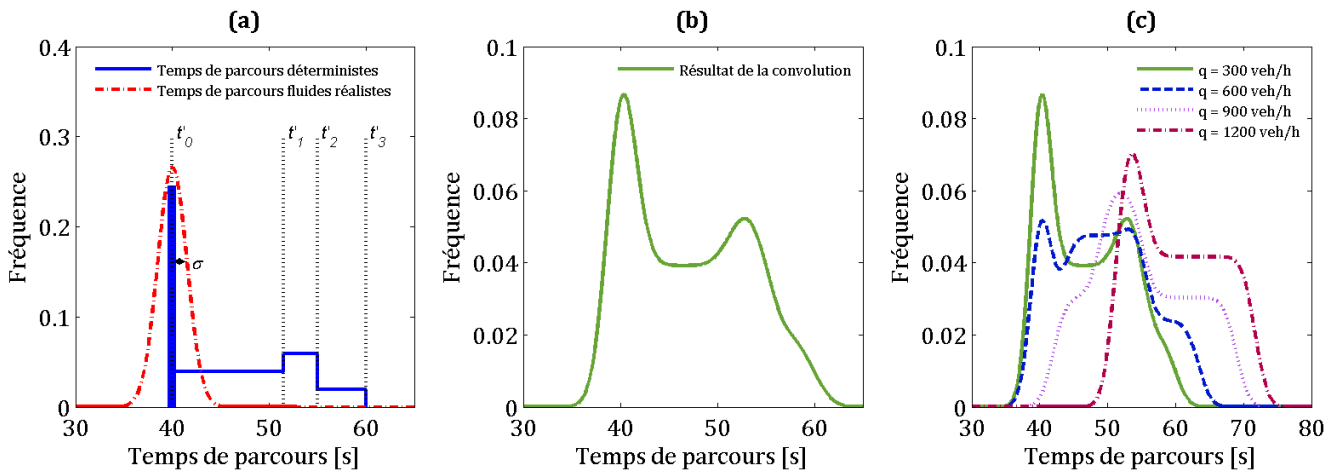 (a)
0.4
0.3
0.2
0.1
0
Fréquence
Temps de parcours déterministes
Temps de parcours fluides réalistes
t'0
t'1
t'2
t'3
σ
30 40 50 60
Temps de parcours [s]
(b)
0.1
0.08
0.06
0.04
0.02
0
Fréquence
Résultat de la convolution
30 40 50 60
Temps de parcours [s]
(c)
0.1
0.08
0.06
0.04
0.02
0
Fréquence
q = 300 veh/h
q = 600 veh/h
q = 900 veh/h
q = 1200 veh/h
30 40 50 60 70 80
Temps de parcours [s]